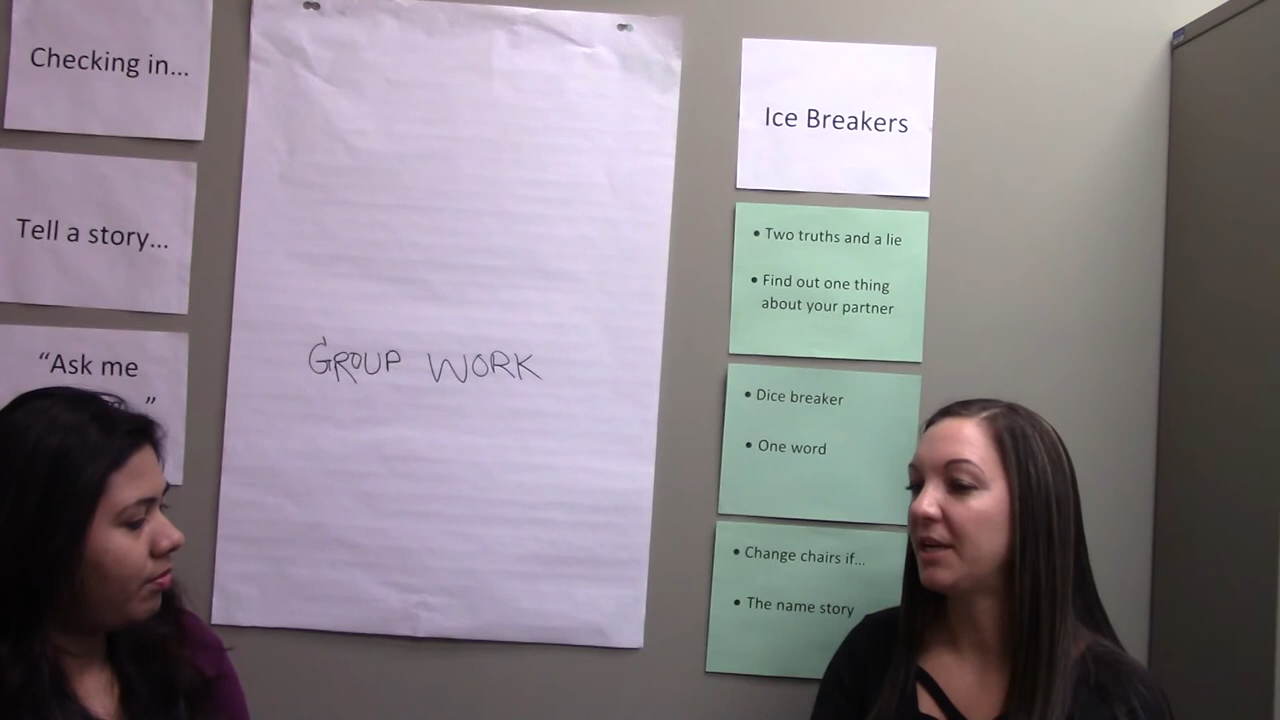 Checking in...
Tell a story...
“Ask me
”
GROUP WORK
Ice Breakers
• Two truths and a lie
• Find out one thing
about your partner
• Dice breaker
• One word
• Change chairs if...
• The name story